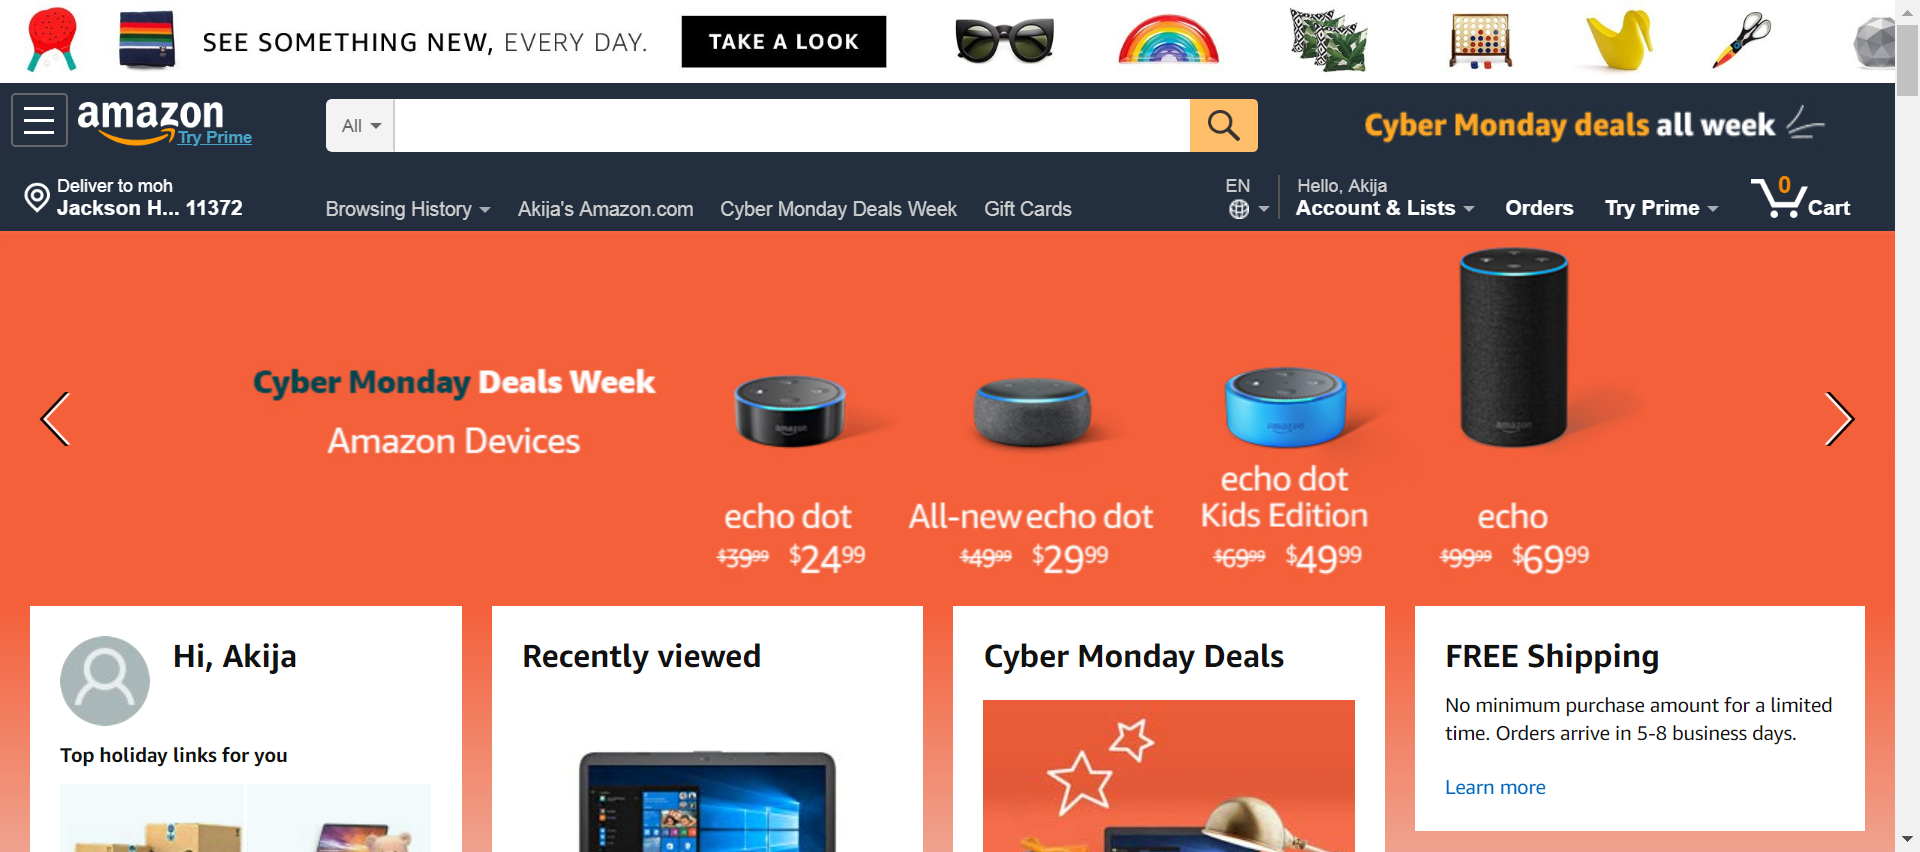 SEE SOMETHING NEW, EVERY DAY.
TAKE A LOOK
amazon
Try Prime
All
Cyber Monday deals all week
Deliver to moh
Jackson H... 11372
Browsing History
Akija's Amazon.com
Cyber Monday Deals Week
Gift Cards
EN
Hello, Akija
Account & Lists
Orders
Try Prime
0
Cart
Cyber Monday Deals Week
Amazon Devices
amazon
amazon
amazon
echo dot
$39.99 $24.99
All-new echo dot
$49.99 $29.99
echo dot
Kids Edition
$69.99 $49.99
echo
$99.99 $69.99
Hi, Akija
Top holiday links for you
Recently viewed
Cyber Monday Deals
FREE Shipping
No minimum purchase amount for a limited
time. Orders arrive in 5-8 business days.
Learn more